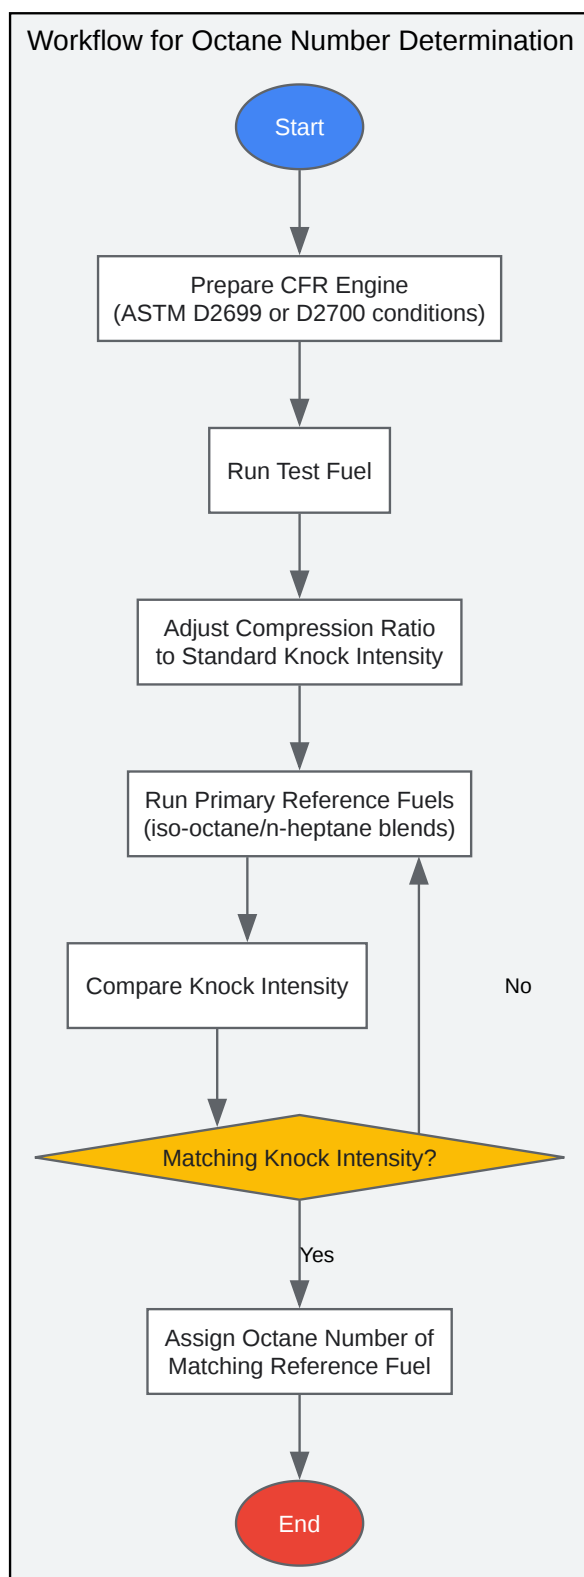 Workflow for Octane Number Determination
Start
Prepare CFR Engine
(ASTM D2699 or D2700 conditions)
Run Test Fuel
Adjust Compression Ratio
to Standard Knock Intensity
Run Primary Reference Fuels
(iso-octane/n-heptane blends)
Compare Knock Intensity
No
Matching Knock Intensity?
Yes
Assign Octane Number of
Matching Reference Fuel
End